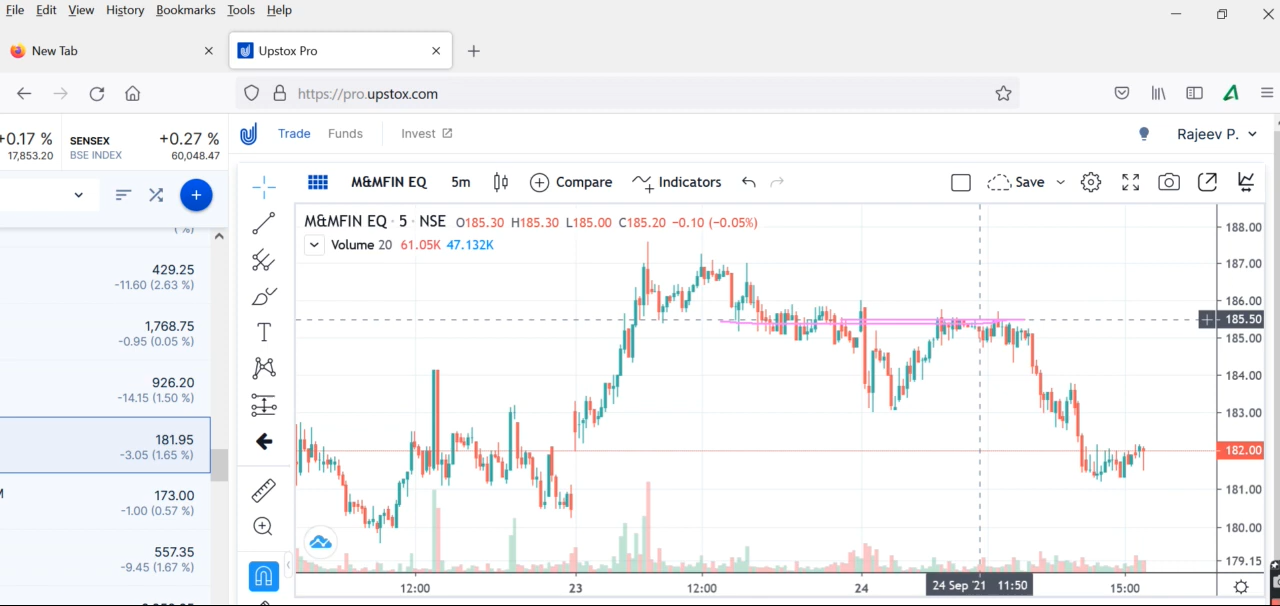 File Edit View History Bookmarks Tools Help
New Tab
Upstox Pro
https://pro.upstox.com
+0.17 %
17,853.20
SENSEX +0.27 %
BSE INDEX 60,048.47
Trade Funds Invest
Rajeev P.
M&MFIN EQ 5m Compare Indicators Save
M&MFIN EQ · 5 · NSE O185.30 H185.30 L185.00 C185.20 -0.10 (-0.05%)
Volume 20 61.05K 47.132K
%)
429.25
-11.60 (2.63 %)
1,768.75
-0.95 (0.05 %)
926.20
-14.15 (1.50 %)
181.95
-3.05 (1.65 %)
M
173.00
-1.00 (0.57 %)
557.35
-9.45 (1.67 %)
188.00
187.00
186.00
185.50
185.00
184.00
183.00
182.00
181.00
180.00
179.15
12:00 23 12:00 24 24 Sep '21 11:50 15:00